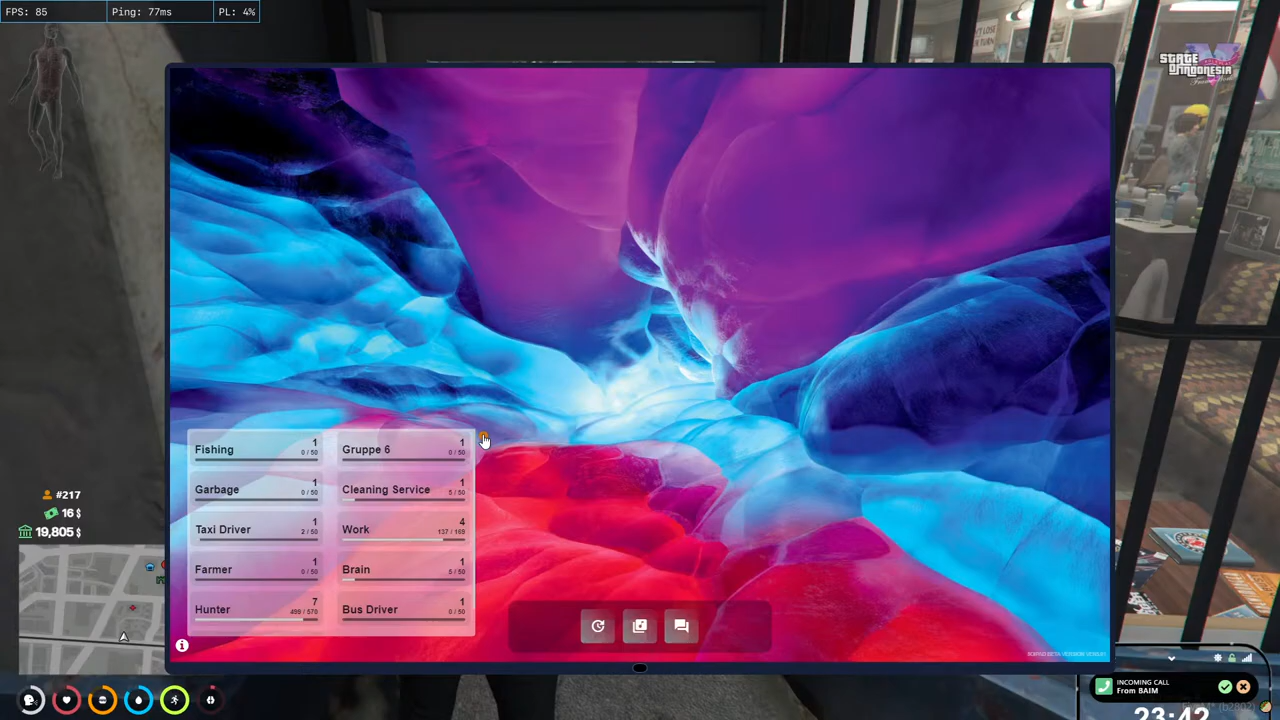 FPS: 85
Ping: 77ms
PL: 4%
STATE
OF INDONESIA
Fishing
1
0 / 50
Gruppe 6
1
0 / 50
Garbage
1
0 / 50
Cleaning Service
1
5 / 50
Taxi Driver
1
2 / 50
Work
4
137 / 169
Farmer
1
0 / 50
Brain
1
5 / 50
Hunter
7
Bus Driver
1
0 / 50
#217
16 $
19,805 $
INCOMING CALL
From BAIM
23:42
(b2802)